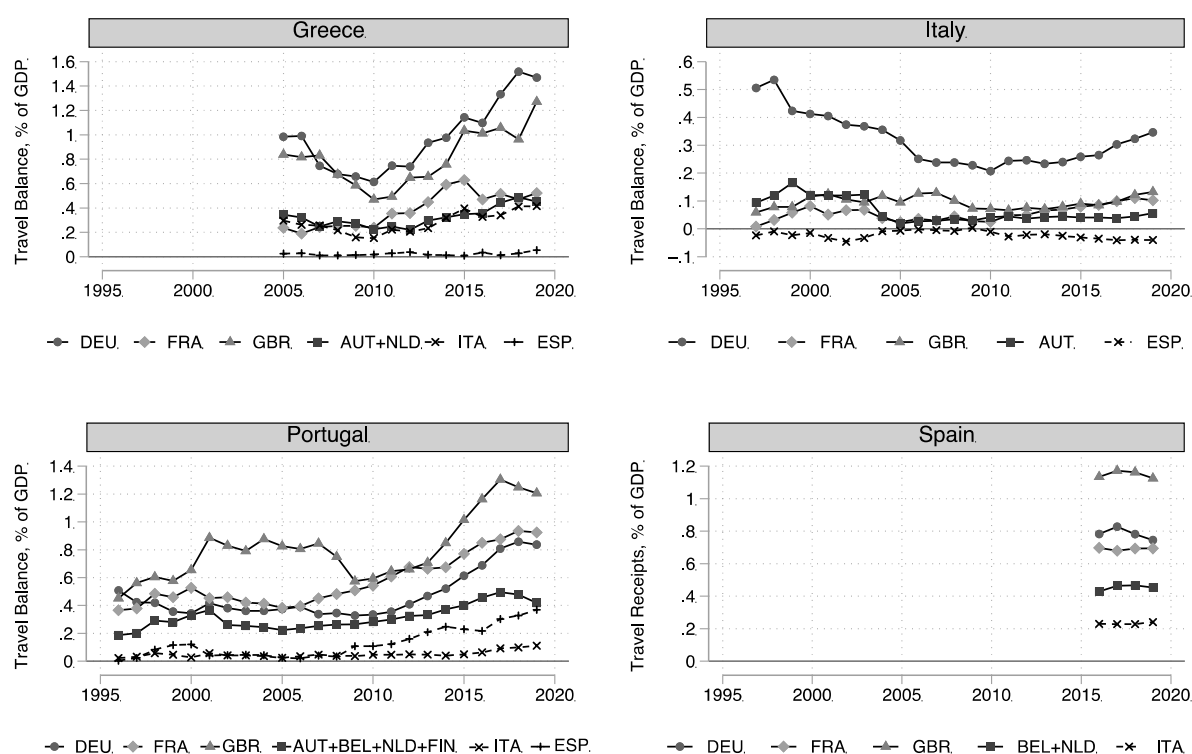 Greece
Travel Balance, % of GDP
1.6
1.4
1.2
1
.8
.6
.4
.2
0
1995 2000 2005 2010 2015 2020
DEU FRA GBR AUT+NLD ITA ESP
Italy
Travel Balance, % of GDP
.6
.5
.4
.3
.2
.1
0
−.1
1995 2000 2005 2010 2015 2020
DEU FRA GBR AUT ESP
Portugal
Travel Balance, % of GDP
1.4
1.2
1
.8
.6
.4
.2
0
1995 2000 2005 2010 2015 2020
DEU FRA GBR AUT+BEL+NLD+FIN ITA ESP
Spain
Travel Receipts, % of GDP
1.2
1
.8
.6
.4
.2
0
1995 2000 2005 2010 2015 2020
DEU FRA GBR BEL+NLD ITA